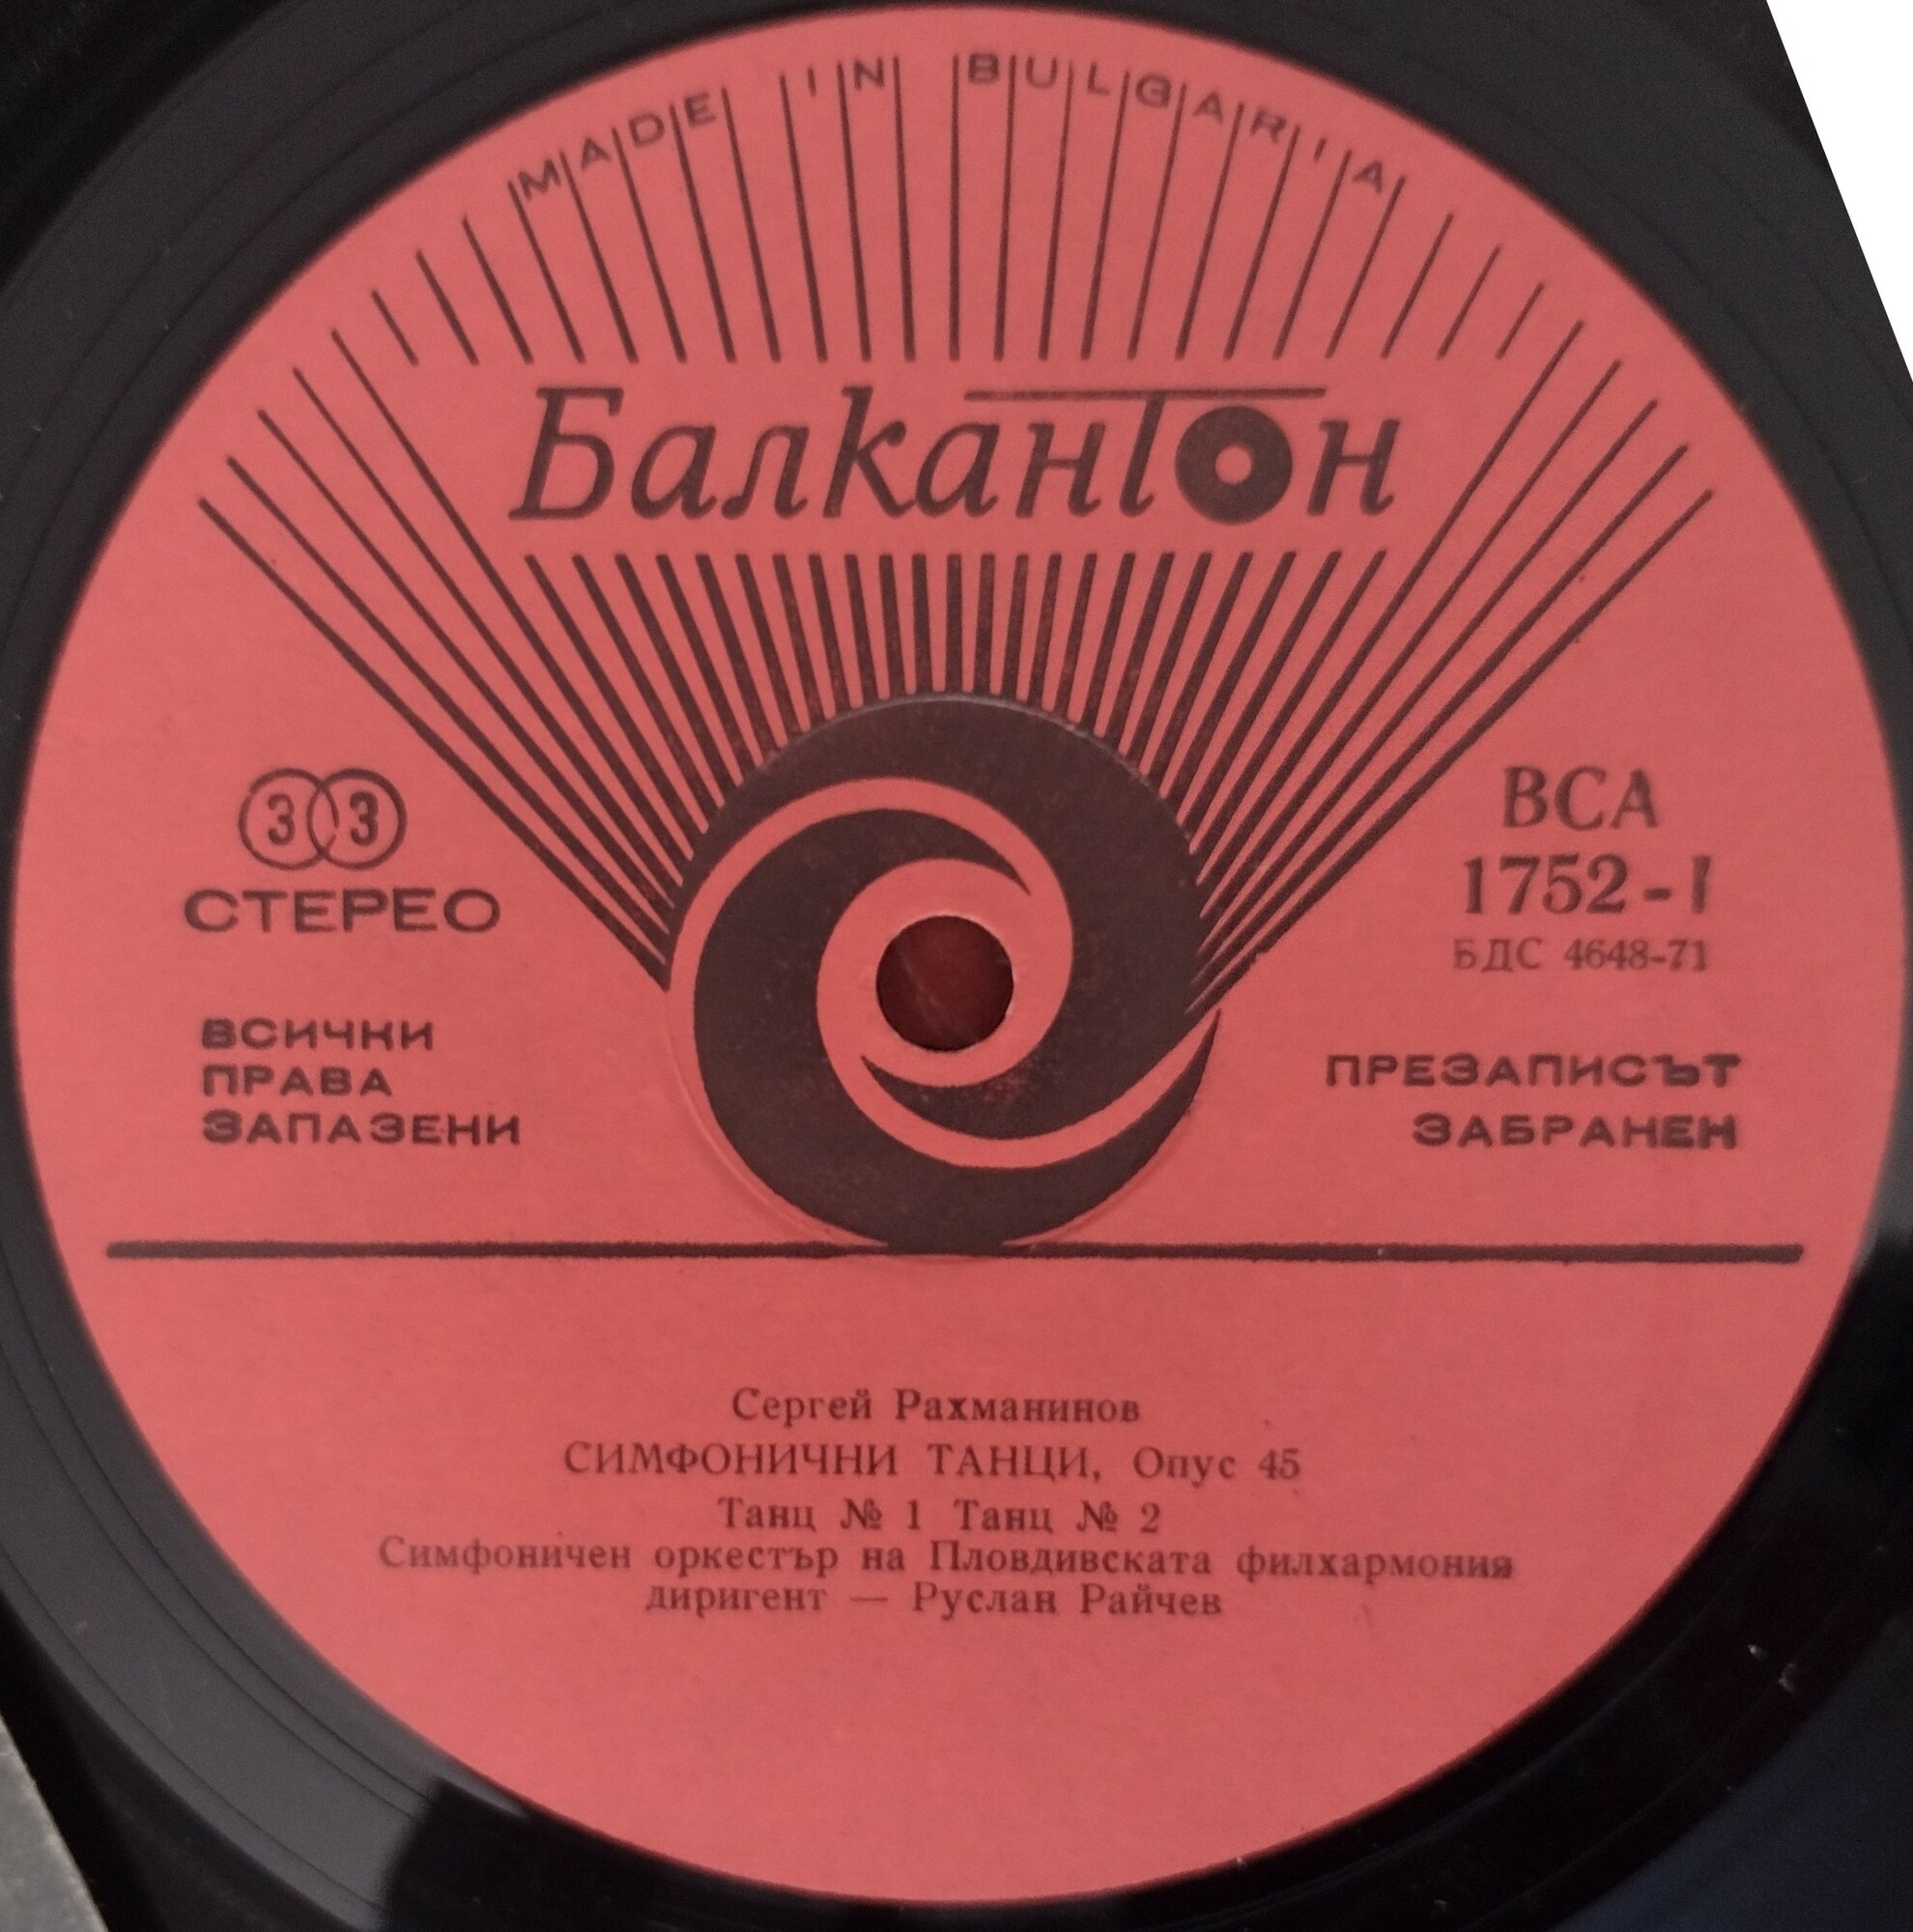 MADE IN BULGARIA
Балкантон
33
СТЕРЕО
ВСА
1752-I
БДС 4648-71
ВСИЧКИ
ПРАВА
ЗАПАЗЕНИ
ПРЕЗАПИСЪТ
ЗАБРАНЕН
Сергей Рахманинов
СИМФОНИЧНИ ТАНЦИ, Опус 45
Танц № 1 Танц № 2
Симфоничен оркестър на Пловдивската филхармония
диригент — Руслан Райчев